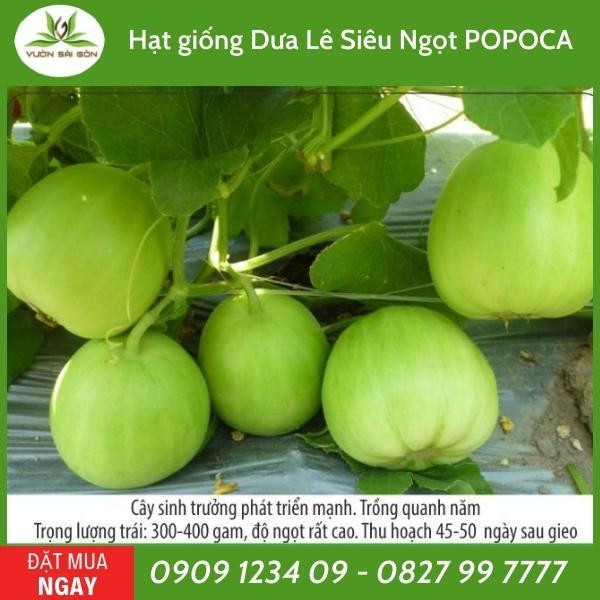 VƯỜN SÀI GÒN
Hạt giống Dưa Lê Siêu Ngọt POPOCA
Cây sinh trưởng phát triển mạnh. Trồng quanh năm
Trọng lượng trái: 300-400 gam, độ ngọt rất cao. Thu hoạch 45-50 ngày sau gieo
ĐẶT MUA
NGAY
0909 1234 09 - 0827 99 7777